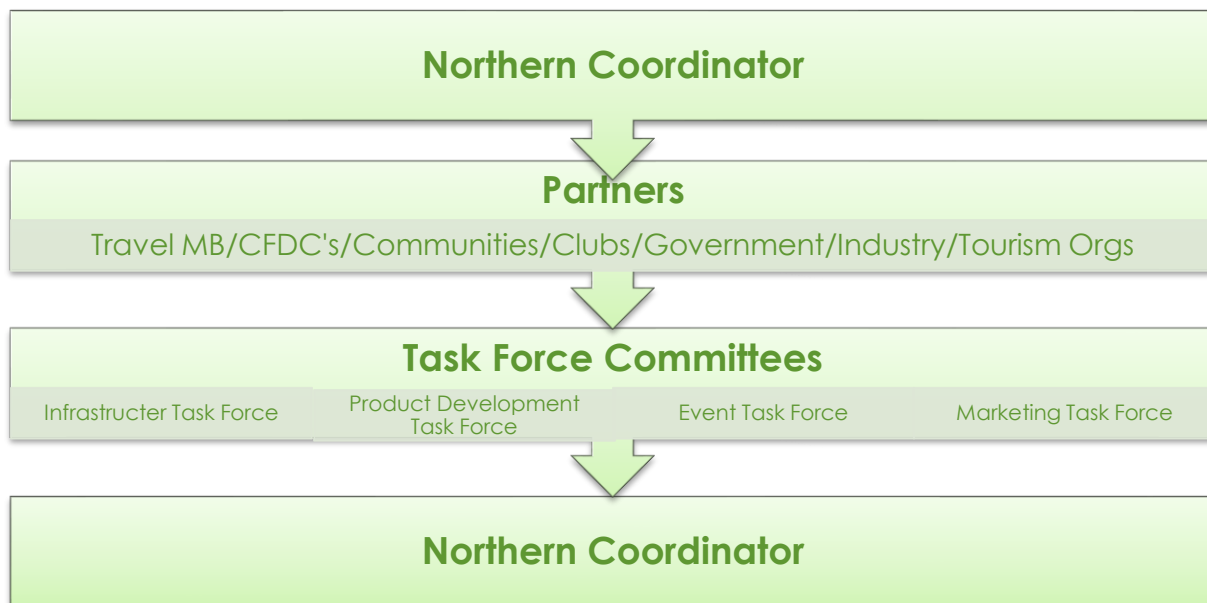 Northern Coordinator
Partners
Travel MB/CFDC's/Communities/Clubs/Government/Industry/Tourism Orgs
Task Force Committees
Infrastructer Task Force
Product Development
Task Force
Event Task Force
Marketing Task Force
Northern Coordinator